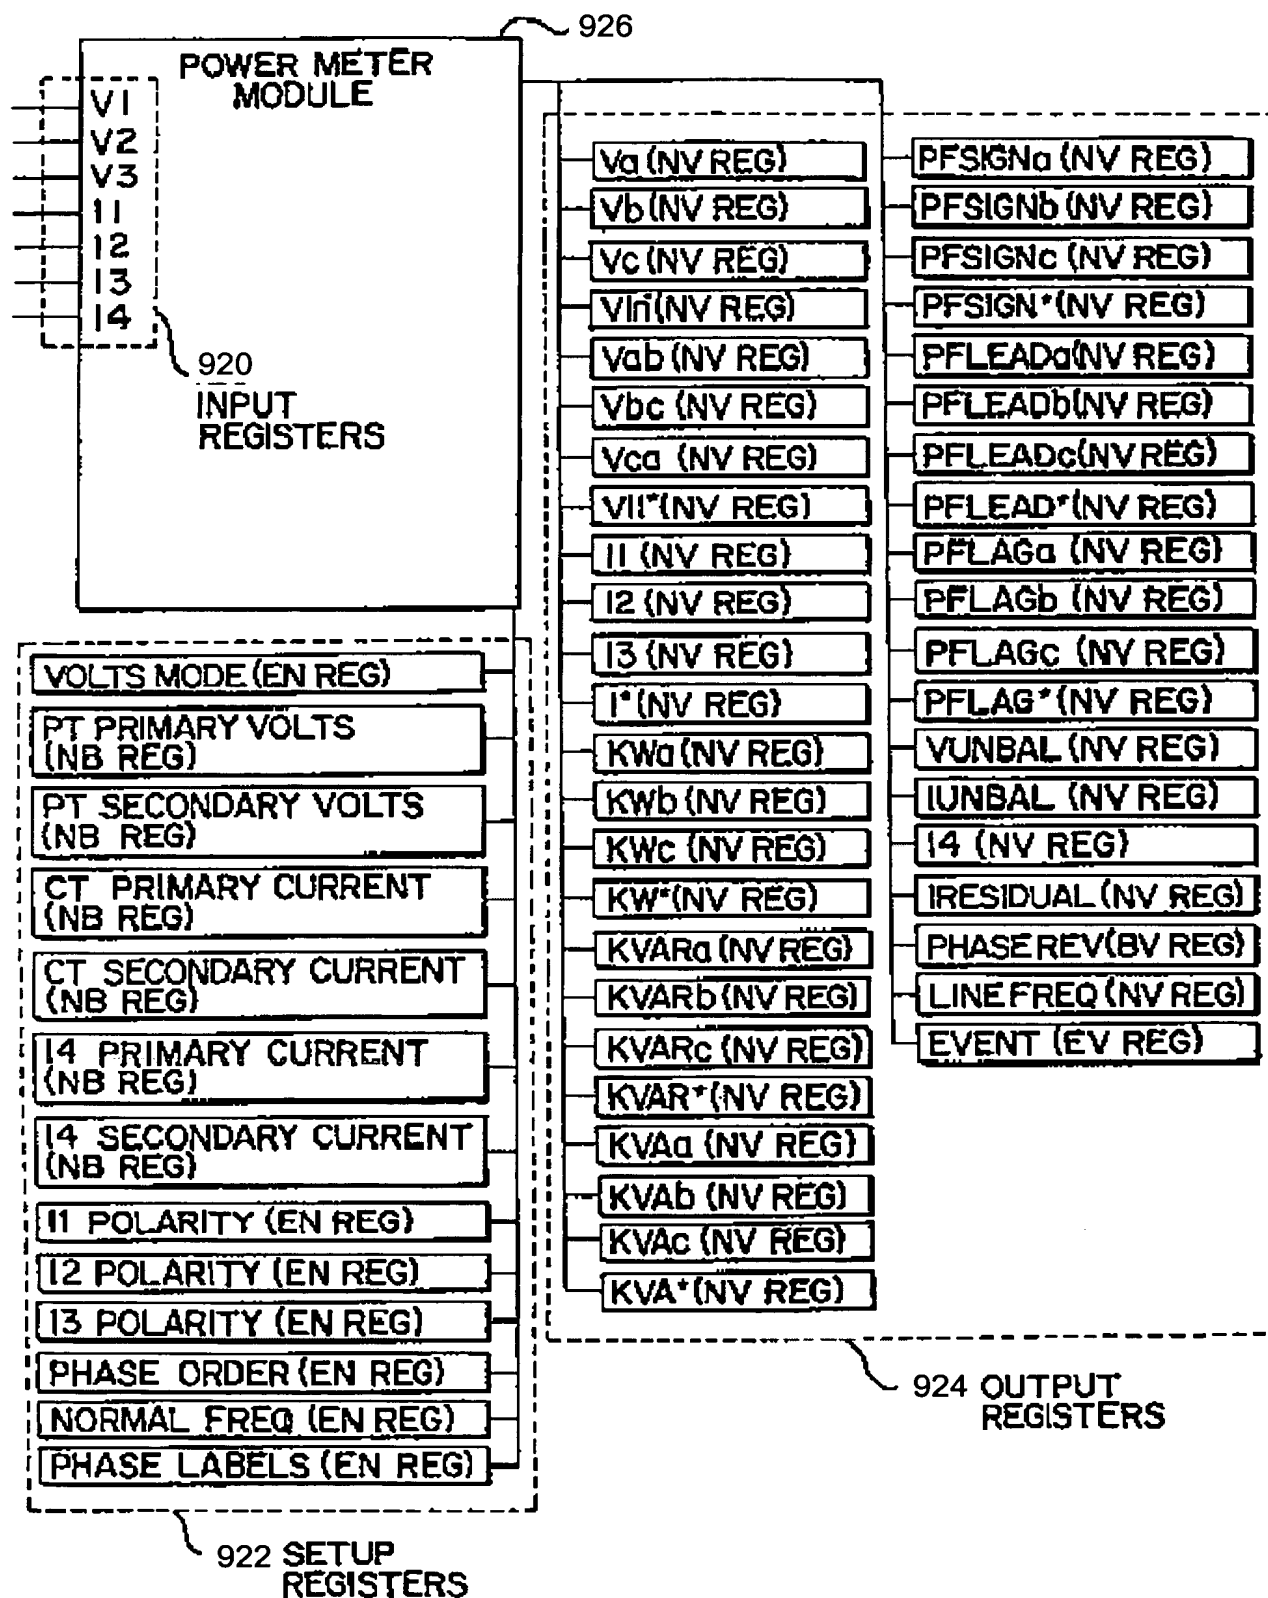 926
POWER METER
MODULE
V1
V2
V3
I1
I2
I3
I4
920
INPUT
REGISTERS
VOLTS MODE (EN REG)
PT PRIMARY VOLTS
(NB REG)
PT SECONDARY VOLTS
(NB REG)
CT PRIMARY CURRENT
(NB REG)
CT SECONDARY CURRENT
(NB REG)
I4 PRIMARY CURRENT
(NB REG)
I4 SECONDARY CURRENT
(NB REG)
I1 POLARITY (EN REG)
I2 POLARITY (EN REG)
I3 POLARITY (EN REG)
PHASE ORDER (EN REG)
NORMAL FREQ (EN REG)
PHASE LABELS (EN REG)
922 SETUP
REGISTERS
Va (NV REG)
Vb (NV REG)
Vc (NV REG)
Vln (NV REG)
Vab (NV REG)
Vbc (NV REG)
Vca (NV REG)
Vll* (NV REG)
I1 (NV REG)
I2 (NV REG)
I3 (NV REG)
I* (NV REG)
KWa (NV REG)
KWb (NV REG)
KWc (NV REG)
KW* (NV REG)
KVARa (NV REG)
KVARb (NV REG)
KVARc (NV REG)
KVAR* (NV REG)
KVAa (NV REG)
KVAb (NV REG)
KVAc (NV REG)
KVA* (NV REG)
PFSIGNa (NV REG)
PFSIGNb (NV REG)
PFSIGNc (NV REG)
PFSIGN* (NV REG)
PFLEADa (NV REG)
PFLEADb (NV REG)
PFLEADc (NV REG)
PFLEAD* (NV REG)
PFLAGa (NV REG)
PFLAGb (NV REG)
PFLAGc (NV REG)
PFLAG* (NV REG)
VUNBAL (NV REG)
IUNBAL (NV REG)
I4 (NV REG)
IRESIDUAL (NV REG)
PHASE REV (BV REG)
LINE FREQ (NV REG)
EVENT (EV REG)
924 OUTPUT
REGISTERS